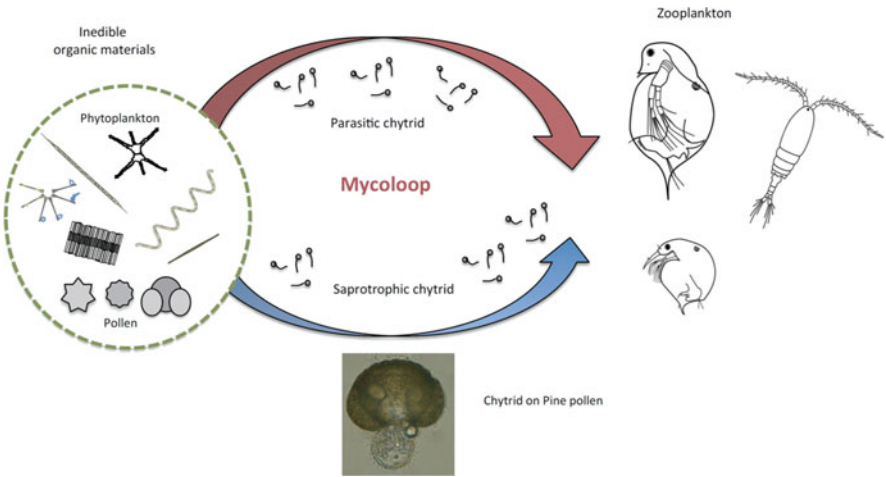 Inedible
organic materials
Phytoplankton
Pollen
Parasitic chytrid
Mycoloop
Saprotrophic chytrid
Chytrid on Pine pollen
Zooplankton